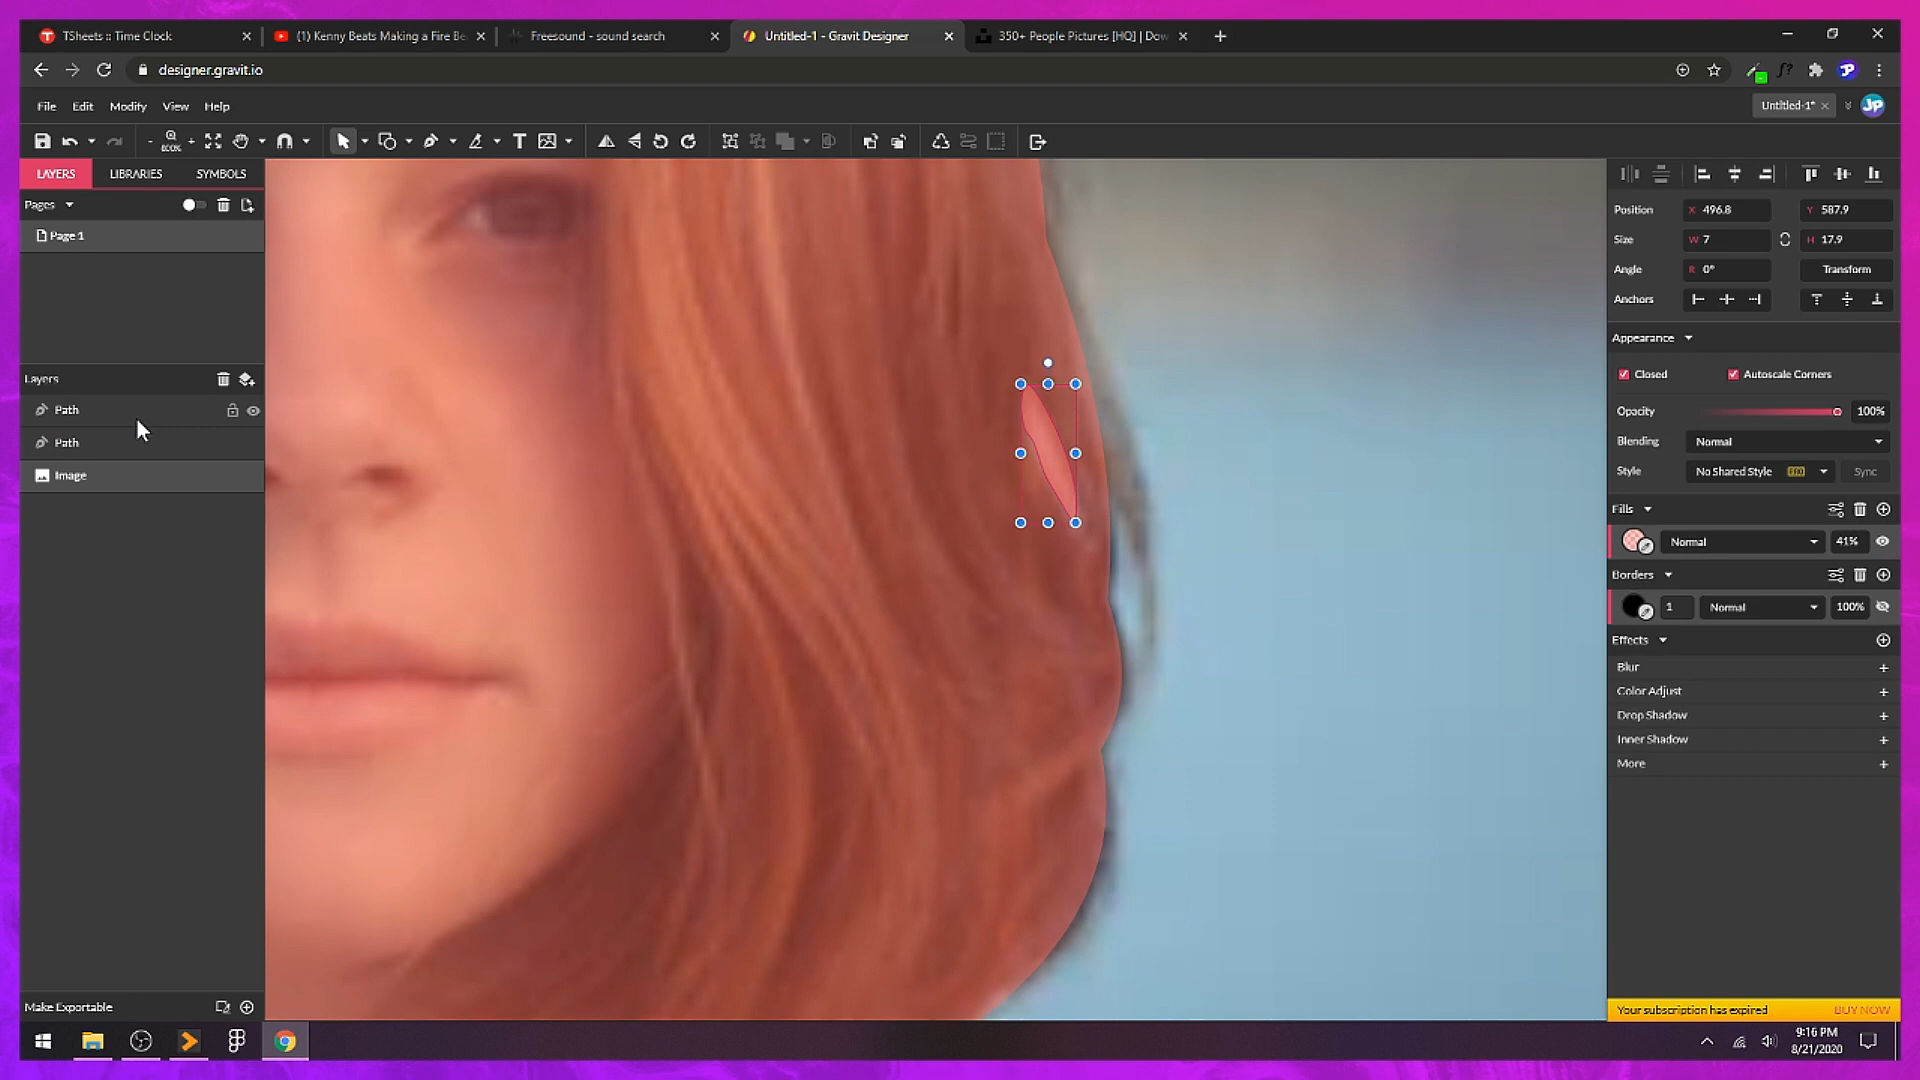 TSheets :: Time Clock
(1) Kenny Beats Making a Fire Be
Freesound - sound search
Untitled-1 - Gravit Designer
350+ People Pictures [HQ] | Dow
designer.gravit.io
File Edit Modify View Help
Untitled-1*
JP
800%
LAYERS LIBRARIES SYMBOLS
Pages
Page 1
Layers
Path
Path
Image
Make Exportable
Position X 496.8 Y 587.9
Size W 7 H 17.9
Angle R 0° Transform
Anchors
Appearance
Closed Autoscale Corners
Opacity 100%
Blending Normal
Style No Shared Style PRO Sync
Fills
Normal 41%
Borders
1 Normal 100%
Effects
Blur
Color Adjust
Drop Shadow
Inner Shadow
More
Your subscription has expired BUY NOW
9:16 PM
8/21/2020